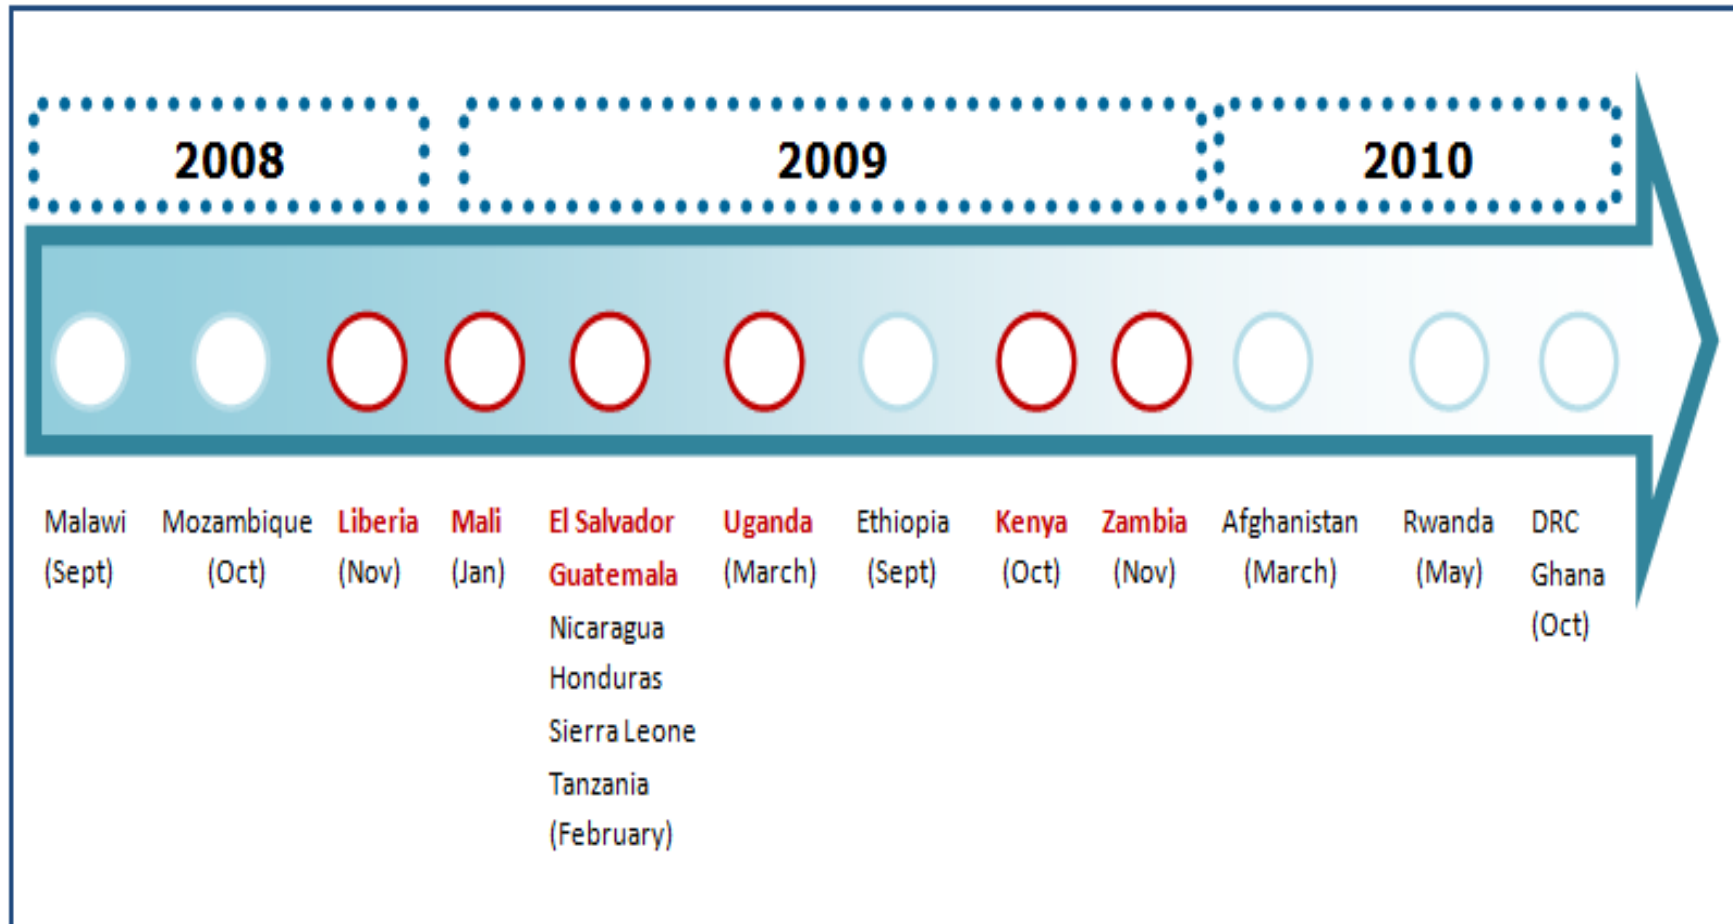 2008
2009
2010
Malawi
(Sept)
Mozambique
(Oct)
Liberia
(Nov)
Mali
(Jan)
El Salvador
Guatemala
Nicaragua
Honduras
Sierra Leone
Tanzania
(February)
Uganda
(March)
Ethiopia
(Sept)
Kenya
(Oct)
Zambia
(Nov)
Afghanistan
(March)
Rwanda
(May)
DRC
Ghana
(Oct)